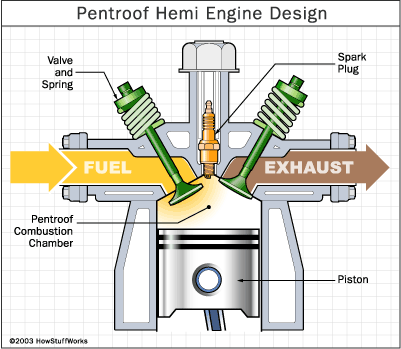 Pentroof Hemi Engine Design
Valve
and
Spring
Spark
Plug
FUEL
EXHAUST
Pentroof
Combustion
Chamber
Piston
©2003 HowStuffWorks